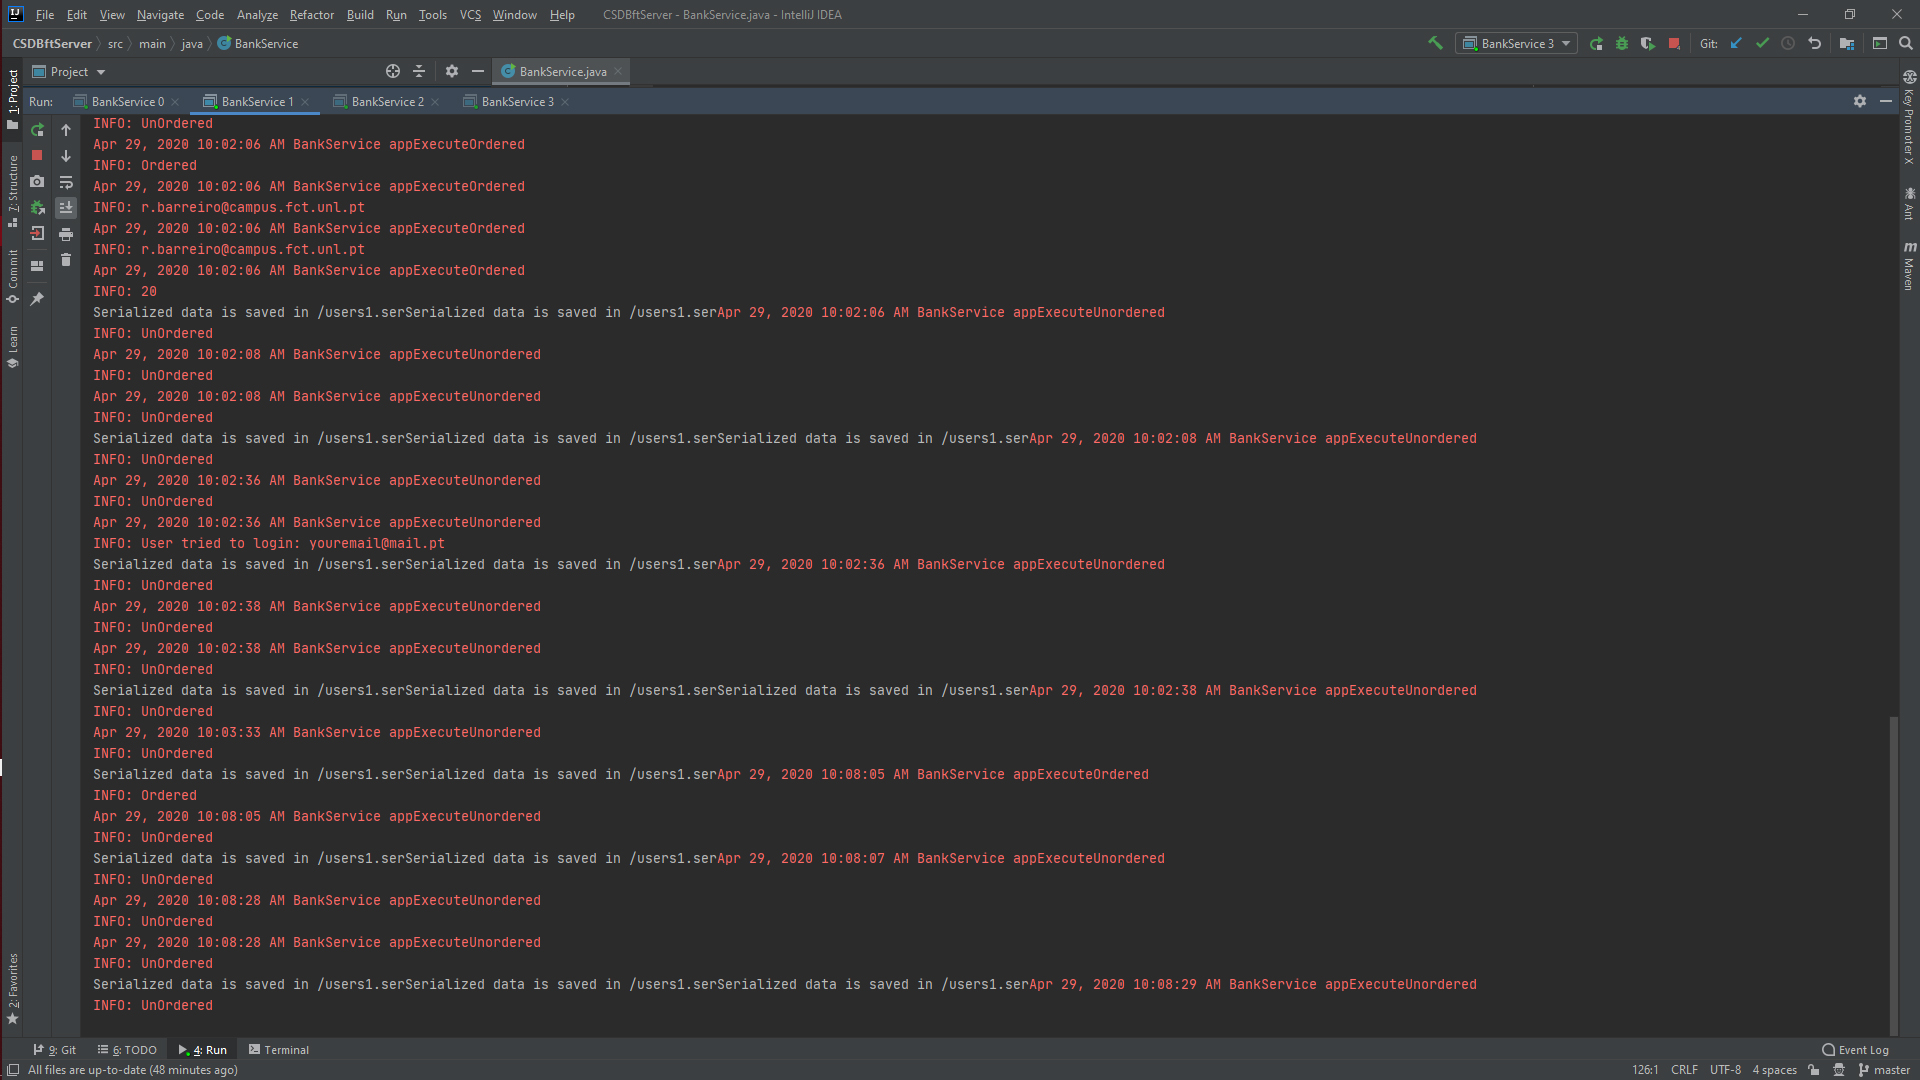 File Edit View Navigate Code Analyze Refactor Build Run Tools VCS Window Help CSDBftServer - BankService.java - IntelliJ IDEA
CSDBftServer src main java BankService BankService 3 Git:
Project BankService.java
Run: BankService 0 BankService 1 BankService 2 BankService 3
INFO: UnOrdered
Apr 29, 2020 10:02:06 AM BankService appExecuteOrdered
INFO: Ordered
Apr 29, 2020 10:02:06 AM BankService appExecuteOrdered
INFO: r.barreiro@campus.fct.unl.pt
Apr 29, 2020 10:02:06 AM BankService appExecuteOrdered
INFO: r.barreiro@campus.fct.unl.pt
Apr 29, 2020 10:02:06 AM BankService appExecuteOrdered
INFO: 20
Serialized data is saved in /users1.serSerialized data is saved in /users1.serApr 29, 2020 10:02:06 AM BankService appExecuteUnordered
INFO: UnOrdered
Apr 29, 2020 10:02:08 AM BankService appExecuteUnordered
INFO: UnOrdered
Apr 29, 2020 10:02:08 AM BankService appExecuteUnordered
INFO: UnOrdered
Serialized data is saved in /users1.serSerialized data is saved in /users1.serSerialized data is saved in /users1.serApr 29, 2020 10:02:08 AM BankService appExecuteUnordered
INFO: UnOrdered
Apr 29, 2020 10:02:36 AM BankService appExecuteUnordered
INFO: UnOrdered
Apr 29, 2020 10:02:36 AM BankService appExecuteUnordered
INFO: User tried to login: youremail@mail.pt
Serialized data is saved in /users1.serSerialized data is saved in /users1.serApr 29, 2020 10:02:36 AM BankService appExecuteUnordered
INFO: UnOrdered
Apr 29, 2020 10:02:38 AM BankService appExecuteUnordered
INFO: UnOrdered
Apr 29, 2020 10:02:38 AM BankService appExecuteUnordered
INFO: UnOrdered
Serialized data is saved in /users1.serSerialized data is saved in /users1.serSerialized data is saved in /users1.serApr 29, 2020 10:02:38 AM BankService appExecuteUnordered
INFO: UnOrdered
Apr 29, 2020 10:03:33 AM BankService appExecuteUnordered
INFO: UnOrdered
Serialized data is saved in /users1.serSerialized data is saved in /users1.serApr 29, 2020 10:08:05 AM BankService appExecuteOrdered
INFO: Ordered
Apr 29, 2020 10:08:05 AM BankService appExecuteUnordered
INFO: UnOrdered
Serialized data is saved in /users1.serSerialized data is saved in /users1.serApr 29, 2020 10:08:07 AM BankService appExecuteUnordered
INFO: UnOrdered
Apr 29, 2020 10:08:28 AM BankService appExecuteUnordered
INFO: UnOrdered
Apr 29, 2020 10:08:28 AM BankService appExecuteUnordered
INFO: UnOrdered
Serialized data is saved in /users1.serSerialized data is saved in /users1.serSerialized data is saved in /users1.serApr 29, 2020 10:08:29 AM BankService appExecuteUnordered
INFO: UnOrdered
1: Project
7: Structure
Commit
Learn
2: Favorites
Key Promoter X
Ant
Maven
9: Git 6: TODO 4: Run Terminal Event Log
All files are up-to-date (48 minutes ago) 126:1 CRLF UTF-8 4 spaces master